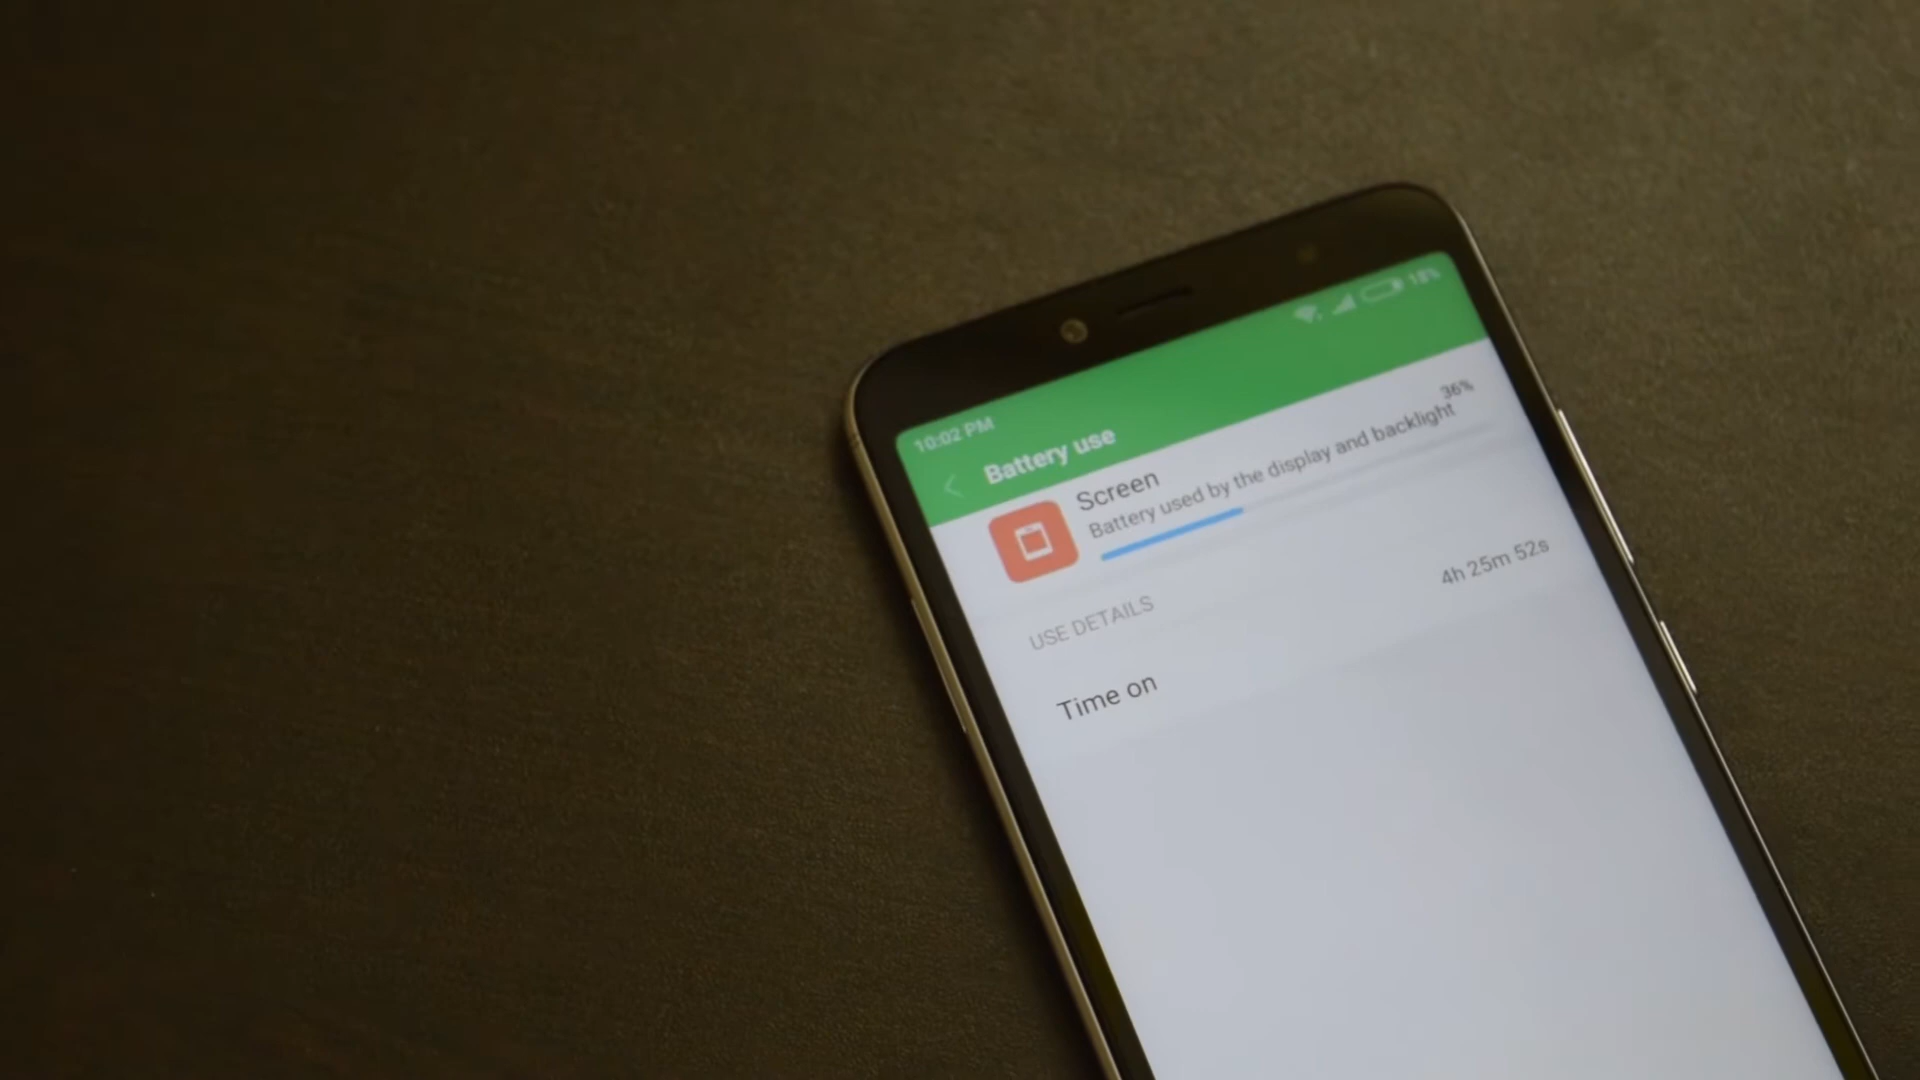 10:02 PM 18%
Battery use
Screen 36%
Battery used by the display and backlight
USE DETAILS
Time on 4h 25m 52s